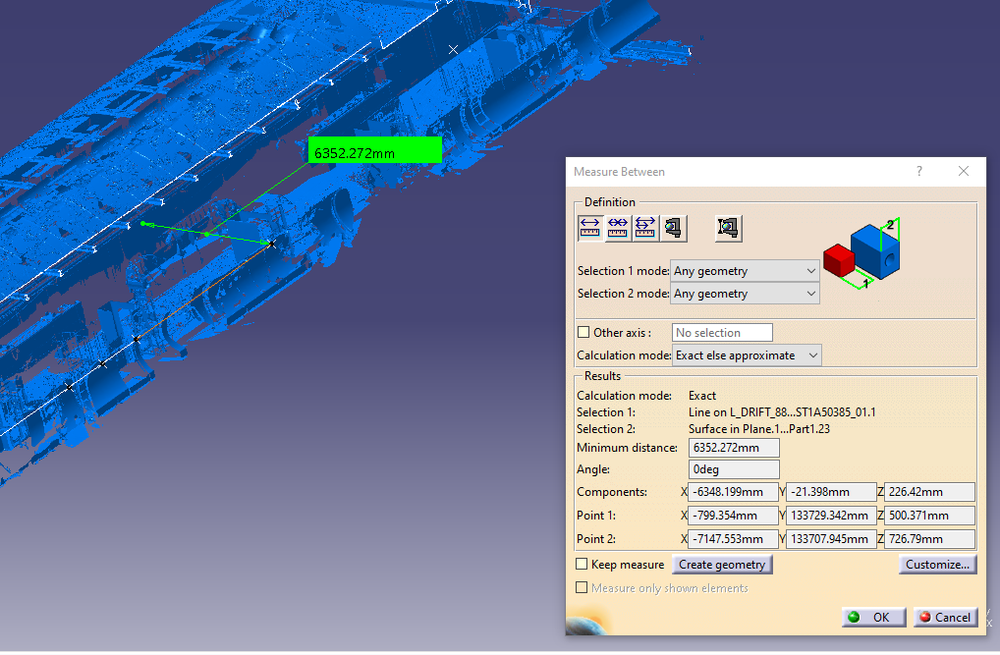 6352.272mm
Measure Between
?
Definition
2
1
Selection 1 mode: Any geometry
Selection 2 mode: Any geometry
Other axis : No selection
Calculation mode: Exact else approximate
Results
Calculation mode: Exact
Selection 1: Line on L_DRIFT_88...ST1A50385_01.1
Selection 2: Surface in Plane.1...Part1.23
Minimum distance: 6352.272mm
Angle: 0deg
Components: X -6348.199mm Y -21.398mm Z 226.42mm
Point 1: X -799.354mm Y 133729.342mm Z 500.371mm
Point 2: X -7147.553mm Y 133707.945mm Z 726.79mm
Keep measure Create geometry Customize...
Measure only shown elements
OK Cancel
x